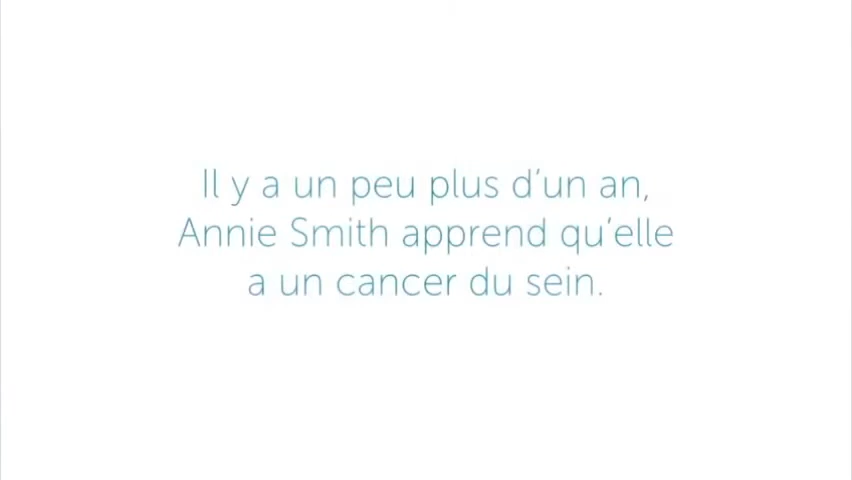 Il y a un peu plus d’un an,
Annie Smith apprend qu’elle
a un cancer du sein.